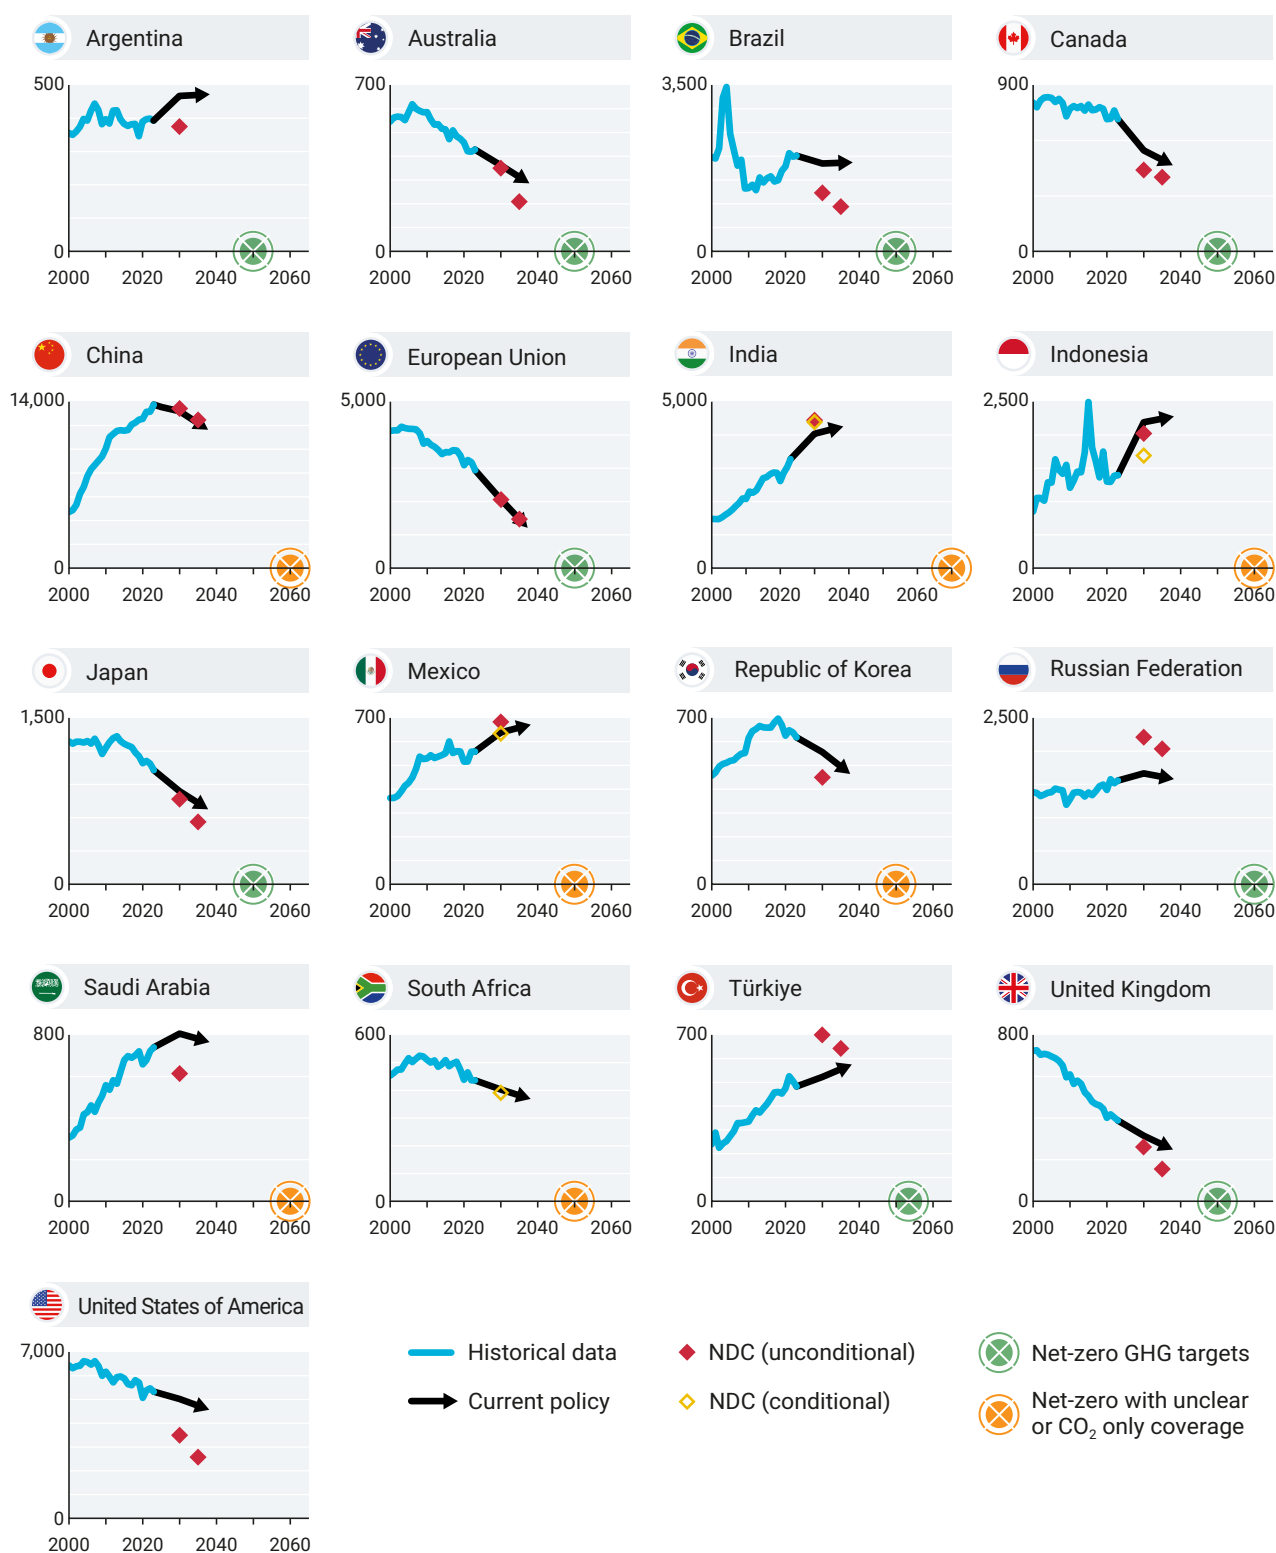 Argentina
500
0
2000 2020 2040 2060
Australia
700
0
2000 2020 2040 2060
Brazil
3,500
0
2000 2020 2040 2060
Canada
900
0
2000 2020 2040 2060
China
14,000
0
2000 2020 2040 2060
European Union
5,000
0
2000 2020 2040 2060
India
5,000
0
2000 2020 2040 2060
Indonesia
2,500
0
2000 2020 2040 2060
Japan
1,500
0
2000 2020 2040 2060
Mexico
700
0
2000 2020 2040 2060
Republic of Korea
700
0
2000 2020 2040 2060
Russian Federation
2,500
0
2000 2020 2040 2060
Saudi Arabia
800
0
2000 2020 2040 2060
South Africa
600
0
2000 2020 2040 2060
Türkiye
700
0
2000 2020 2040 2060
United Kingdom
800
0
2000 2020 2040 2060
United States of America
7,000
0
2000 2020 2040 2060
Historical data
Current policy
NDC (unconditional)
NDC (conditional)
Net-zero GHG targets
Net-zero with unclear
or CO₂ only coverage